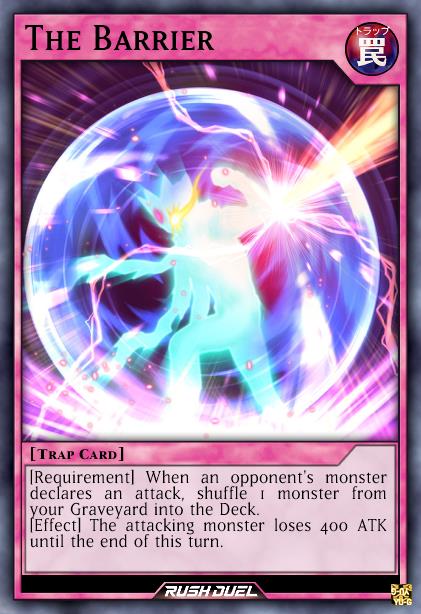 The Barrier
トラップ
罠
[Trap Card]
[Requirement] When an opponent's monster
declares an attack, shuffle 1 monster from
your Graveyard into the Deck.
[Effect] The attacking monster loses 400 ATK
until the end of this turn.
RUSH DUEL